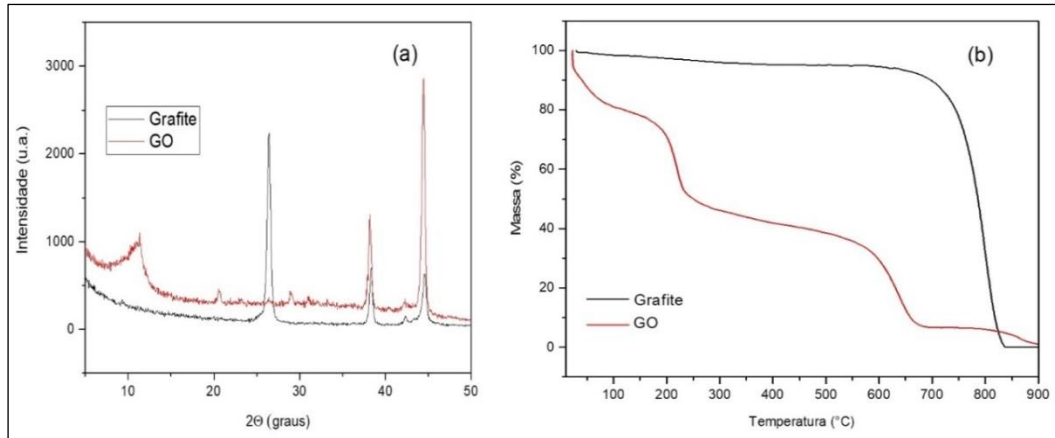 (a)
Intensidade (u.a.)
3000
2000
1000
0
Grafite
GO
10
20
30
40
50
2Θ (graus)
(b)
Massa (%)
100
80
60
40
20
0
Grafite
GO
100
200
300
400
500
600
700
800
900
Temperatura (°C)